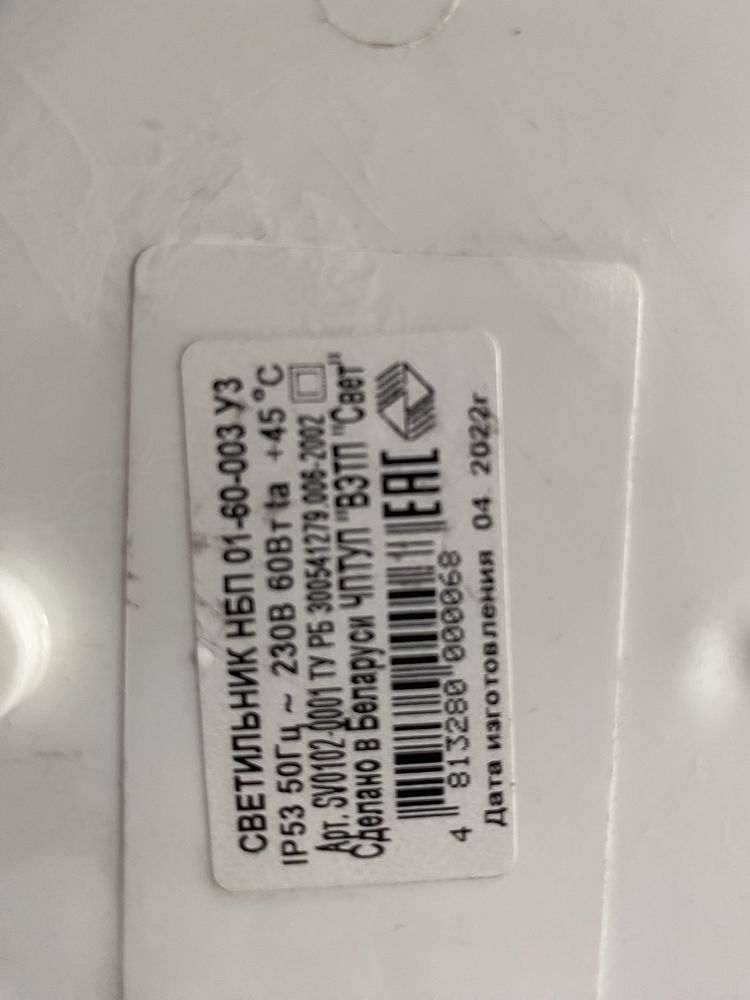 СВЕТИЛЬНИК НБП 01-60-003 У3
IP53 50Гц ~ 230В 60Вт ta +45°C
Арт. SV0102-0001 ТУ РБ 300541279.006-2002
Сделано в Беларуси ЧПТУП "ВЭТП "Свет"
EAC
4 813280 000068
Дата изготовления 04 2022г.